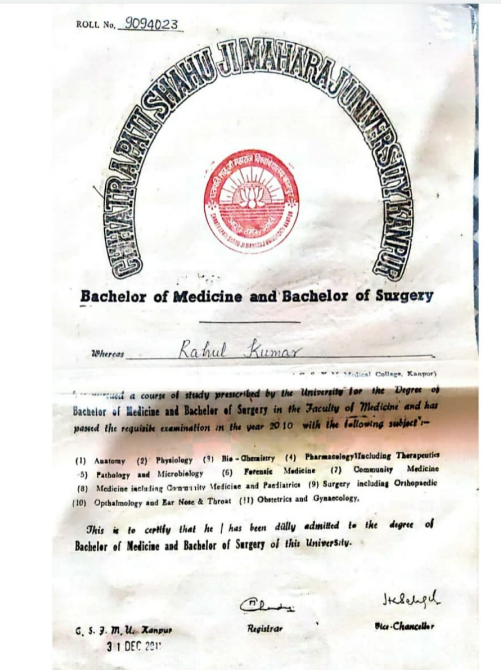 ROLL No. 9094023
CHHATRAPATI SHAHU JI MAHARAJ UNIVERSITY KANPUR
Bachelor of Medicine and Bachelor of Surgery
Whereas Rahul Kumar
Medical College, Kanpur)
a course of study prescribed by the University for the Degree of
Bachelor of Medicine and Bachelor of Surgery in the Faculty of Medicine and has
passed the requisite examination in the year 2010 with the following subject':-
(1) Anatomy (2) Physiology (3) Bio-Chemistry (4) Pharmacology Including Therapeutics
5) Pathology and Microbiology (6) Forensic Medicine (7) Community Medicine
(8) Medicine including Community Medicine and Paediatrics (9) Surgery including Orthopaedic
(10) Opthalmology and Ear Nose & Throat (11) Obstetrics and Gynaecology.
This is to certify that he / has been dülly admitted to the degree of
Bachelor of Medicine and Bachelor of Surgery of this University.
C. S. J. M. U. Kanpur Registrar Vice-Chancellor
31 DEC 201